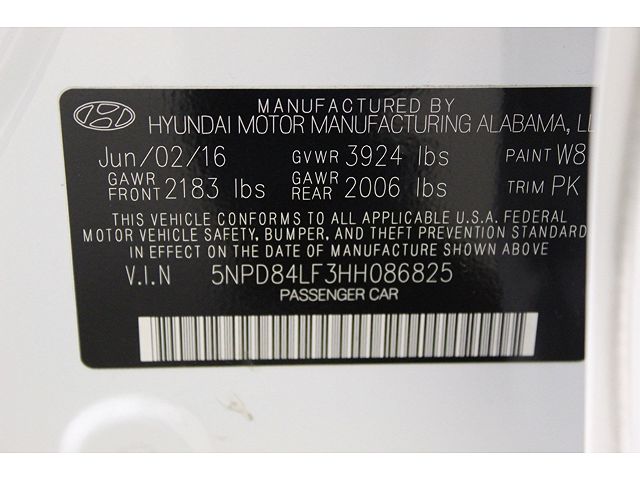 MANUFACTURED BY
HYUNDAI MOTOR MANUFACTURING ALABAMA,
Jun/02/16 GVWR 3924 lbs PAINT W8
GAWR FRONT 2183 lbs GAWR REAR 2006 lbs TRIM PK
THIS VEHICLE CONFORMS TO ALL APPLICABLE U.S.A. FEDERAL
MOTOR VEHICLE SAFETY, BUMPER, AND THEFT PREVENTION STANDARD
IN EFFECT ON THE DATE OF MANUFACTURE SHOWN ABOVE
V.I.N 5NPD84LF3HH086825
PASSENGER CAR